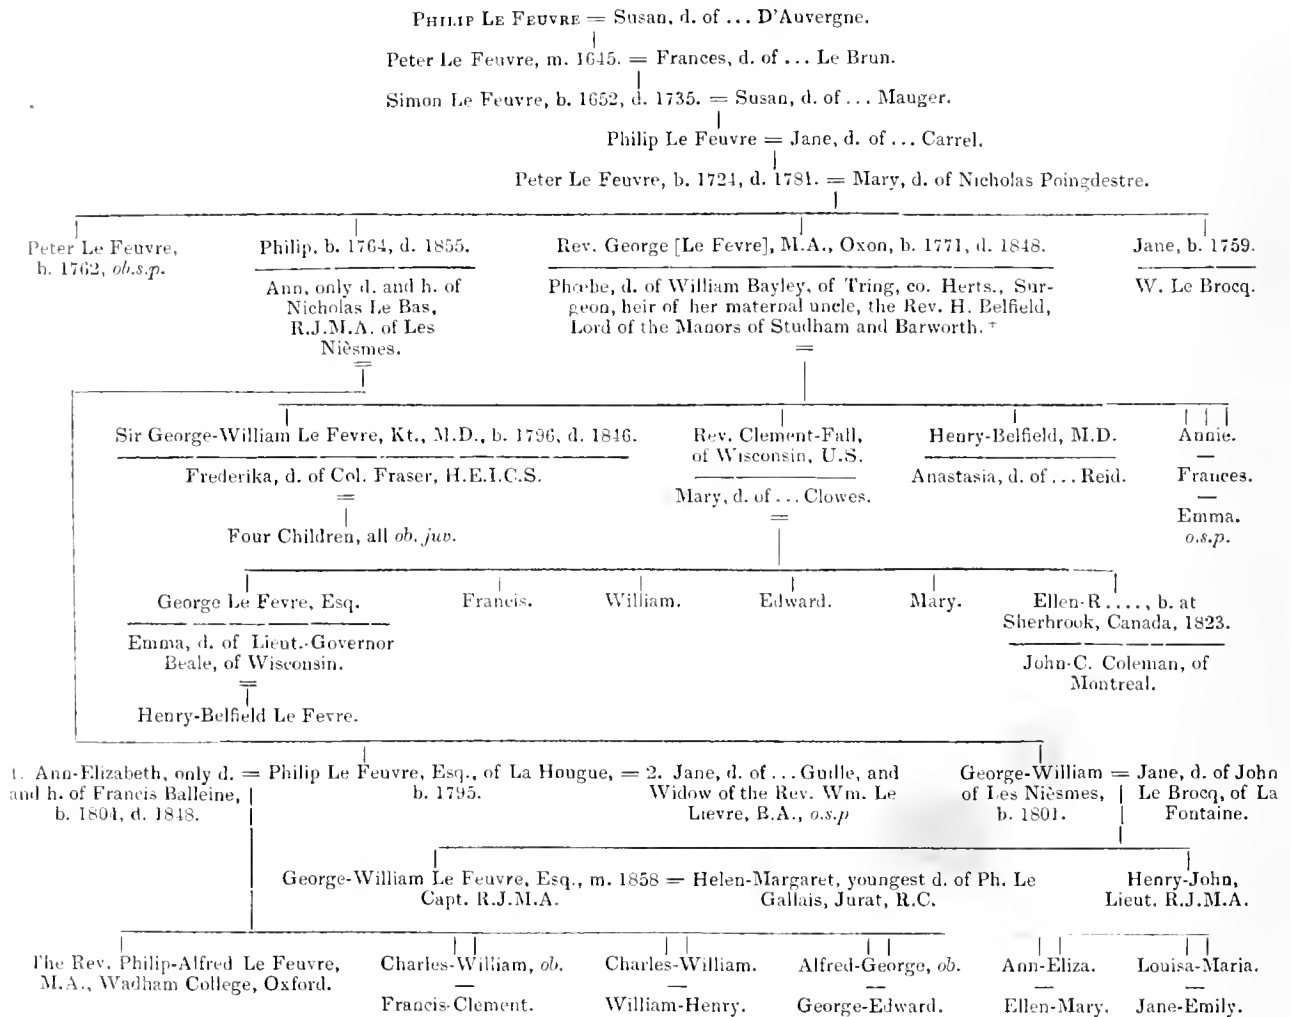 PHILIP LE FEUVRE = Susan, d. of ... D'Auvergne.
Peter Le Feuvre, m. 1645. = Frances, d. of ... Le Brun.
Simon Le Feuvre, b. 1652, d. 1735. = Susan, d. of ... Mauger.
Philip Le Feuvre = Jane, d. of ... Carrel.
Peter Le Feuvre, b. 1724, d. 1781. = Mary, d. of Nicholas Poingdestre.
Peter Le Feuvre,
b. 1762, ob.s.p.
Philip, b. 1764, d. 1855.
Ann, only d. and h. of
Nicholas Le Bas,
R.J.M.A. of Les
Nièsmes.
=
Rev. George [Le Fevre], M.A., Oxon, b. 1771, d. 1848.
Phœbe, d. of William Bayley, of Tring, co. Herts., Sur-
geon, heir of her maternal uncle, the Rev. H. Belfield,
Lord of the Manors of Studham and Barworth. +
=
Jane, b. 1759.
W. Le Brocq.
Sir George-William Le Fevre, Kt., M.D., b. 1796, d. 1846.
Frederika, d. of Col. Fraser, H.E.I.C.S.
=
Four Children, all ob. juv.
Rev. Clement-Fall,
of Wisconsin, U.S.
Mary, d. of ... Clowes.
=
Henry-Belfield, M.D.
Anastasia, d. of ... Reid.
Annie.
—
Frances.
—
Emma.
o.s.p.
George Le Fevre, Esq.
Emma, d. of Lieut.-Governor
Beale, of Wisconsin.
=
Henry-Belfield Le Fevre.
Francis.
William.
Edward.
Mary.
Ellen-R ...., b. at
Sherbrook, Canada, 1823.
John-C. Coleman, of
Montreal.
1. Ann-Elizabeth, only d. = Philip Le Feuvre, Esq., of La Hougue, = 2. Jane, d. of ... Guille, and
and h. of Francis Balleine, b. 1795. Widow of the Rev. Wm. Le
b. 1804, d. 1848. Lievre, B.A., o.s.p
George-William = Jane, d. of John
of Les Nièsmes, Le Brocq, of La
b. 1801. Fontaine.
George-William Le Feuvre, Esq., m. 1858 = Helen-Margaret, youngest d. of Ph. Le
Capt. R.J.M.A. Gallais, Jurat, R.C.
Henry-John,
Lieut. R.J.M.A.
The Rev. Philip-Alfred Le Feuvre,
M.A., Wadham College, Oxford.
Charles-William, ob.
—
Francis-Clement.
Charles-William.
—
William-Henry.
Alfred-George, ob.
—
George-Edward.
Ann-Eliza.
—
Ellen-Mary.
Louisa-Maria.
—
Jane-Emily.